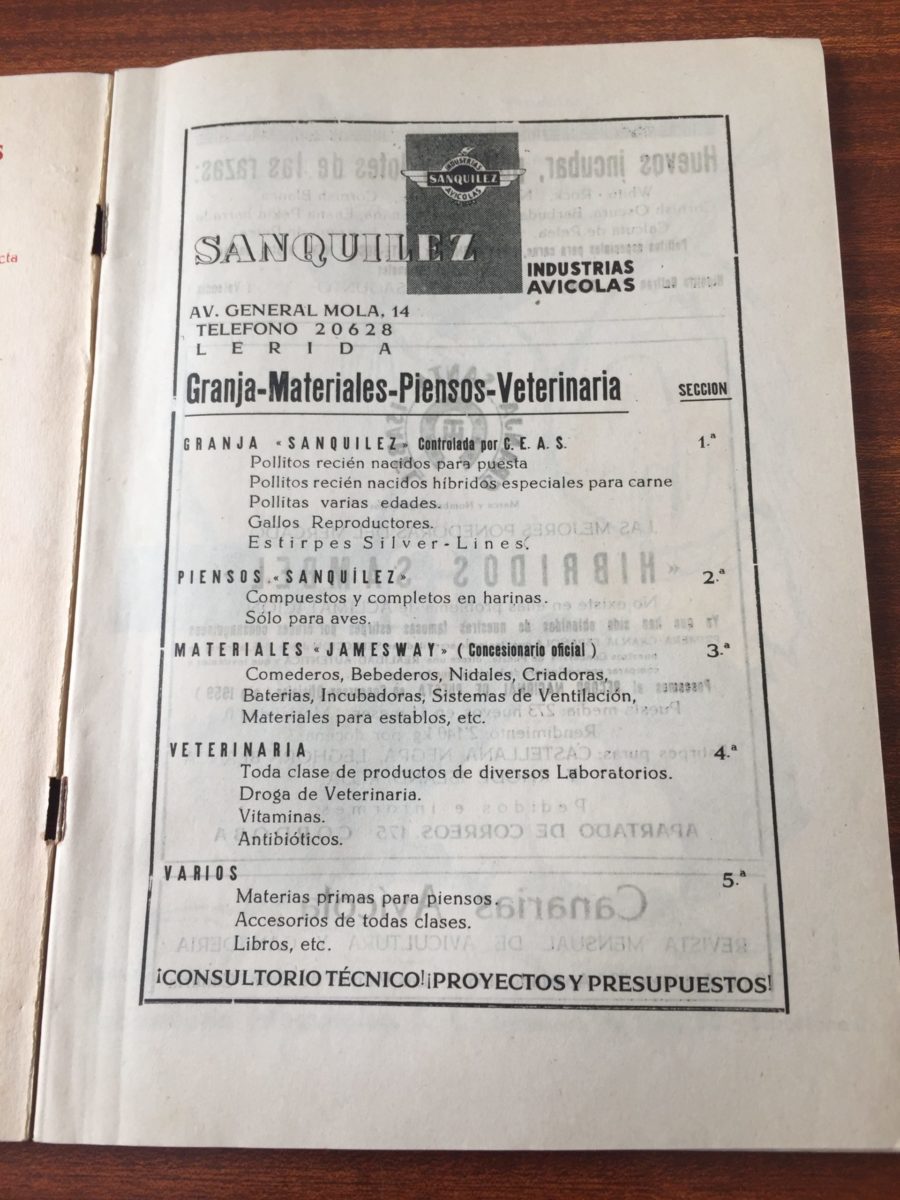 INDUSTRIAS
SANQUILEZ
AVICOLAS
SANQUILEZ
INDUSTRIAS
AVICOLAS
AV. GENERAL MOLA, 14
TELEFONO 20628
LERIDA
Granja-Materiales-Piensos-Veterinaria SECCION
GRANJA «SANQUILEZ» Controlada por C. E. A. S. 1.ª
Pollitos recién nacidos para puesta
Pollitos recién nacidos híbridos especiales para carne
Pollitas varias edades.
Gallos Reproductores.
Estirpes Silver-Lines.
PIENSOS «SANQUÍLEZ» 2.ª
Compuestos y completos en harinas.
Sólo para aves.
MATERIALES «JAMESWAY» (Concesionario oficial) 3.ª
Comederos, Bebederos, Nidales, Criadoras,
Baterias, Incubadoras, Sistemas de Ventilación,
Materiales para establos, etc.
VETERINARIA 4.ª
Toda clase de productos de diversos Laboratorios.
Droga de Veterinaria.
Vitaminas.
Antibióticos.
VARIOS 5.ª
Materias primas para piensos.
Accesorios de todas clases.
Libros, etc.
¡CONSULTORIO TÉCNICO! ¡PROYECTOS Y PRESUPUESTOS!